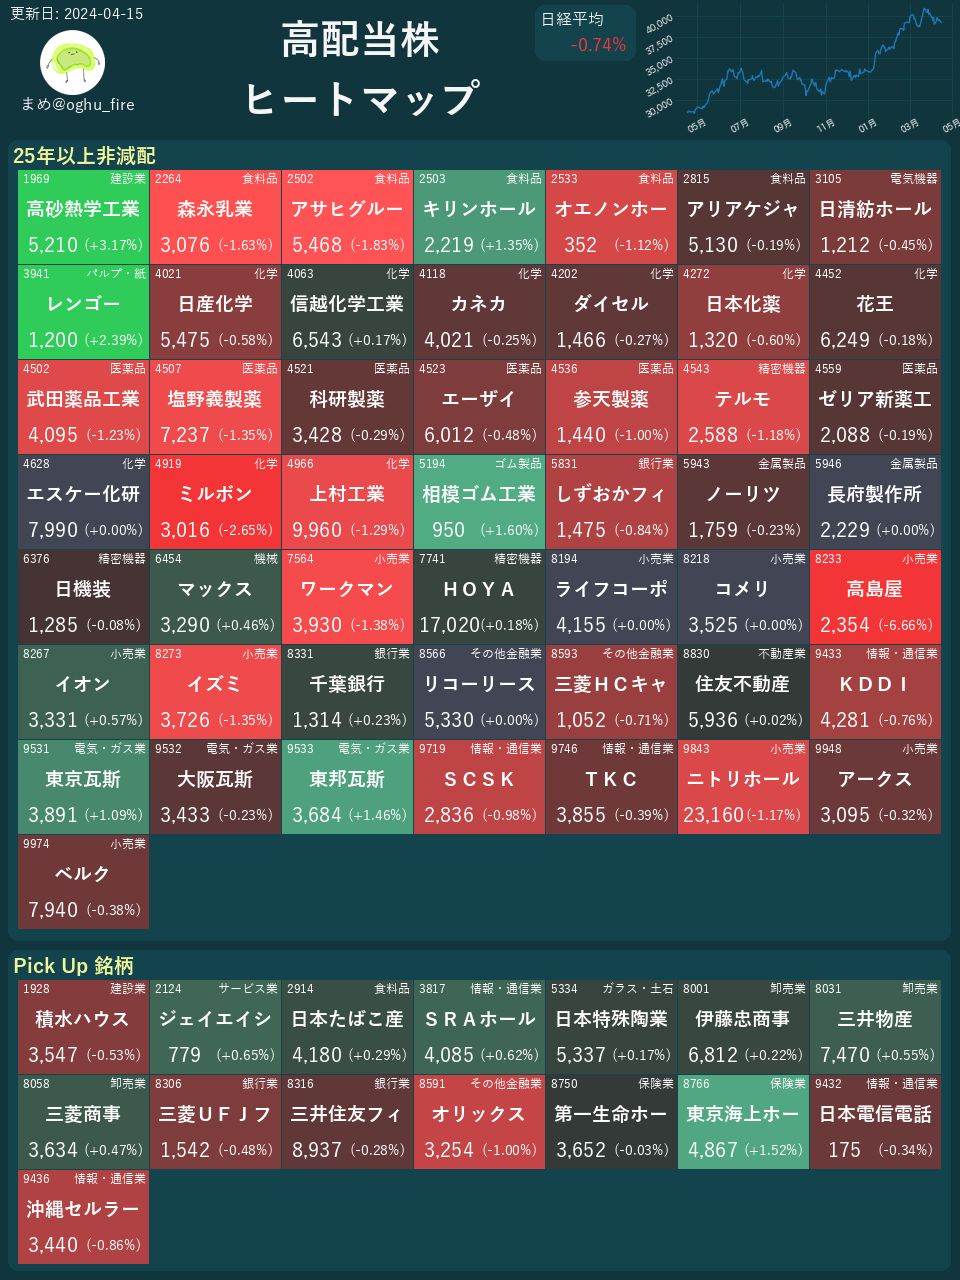 更新日: 2024-04-15
まめ@oghu_fire
高配当株
ヒートマップ
日経平均
-0.74%
40,000
37,500
35,000
32,500
30,000
05月 07月 09月 11月 01月 03月 05月
25年以上非減配
1969 建設業 2264 食料品 2502 食料品 2503 食料品 2533 食料品 2815 食料品 3105 電気機器
高砂熱学工業 森永乳業 アサヒグルー キリンホール オエノンホー アリアケジャ 日清紡ホール
5,210 (+3.17%) 3,076 (-1.63%) 5,468 (-1.83%) 2,219 (+1.35%) 352 (-1.12%) 5,130 (-0.19%) 1,212 (-0.45%)
3941 パルプ・紙 4021 化学 4063 化学 4118 化学 4202 化学 4272 化学 4452 化学
レンゴー 日産化学 信越化学工業 カネカ ダイセル 日本化薬 花王
1,200 (+2.39%) 5,475 (-0.58%) 6,543 (+0.17%) 4,021 (-0.25%) 1,466 (-0.27%) 1,320 (-0.60%) 6,249 (-0.18%)
4502 医薬品 4507 医薬品 4521 医薬品 4523 医薬品 4536 医薬品 4543 精密機器 4559 医薬品
武田薬品工業 塩野義製薬 科研製薬 エーザイ 参天製薬 テルモ ゼリア新薬工
4,095 (-1.23%) 7,237 (-1.35%) 3,428 (-0.29%) 6,012 (-0.48%) 1,440 (-1.00%) 2,588 (-1.18%) 2,088 (-0.19%)
4628 化学 4919 化学 4966 化学 5194 ゴム製品 5831 銀行業 5943 金属製品 5946 金属製品
エスケー化研 ミルボン 上村工業 相模ゴム工業 しずおかフィ ノーリツ 長府製作所
7,990 (+0.00%) 3,016 (-2.65%) 9,960 (-1.29%) 950 (+1.60%) 1,475 (-0.84%) 1,759 (-0.23%) 2,229 (+0.00%)
6376 精密機器 6454 機械 7564 小売業 7741 精密機器 8194 小売業 8218 小売業 8233 小売業
日機装 マックス ワークマン ＨＯＹＡ ライフコーポ コメリ 高島屋
1,285 (-0.08%) 3,290 (+0.46%) 3,930 (-1.38%) 17,020(+0.18%) 4,155 (+0.00%) 3,525 (+0.00%) 2,354 (-6.66%)
8267 小売業 8273 小売業 8331 銀行業 8566 その他金融業 8593 その他金融業 8830 不動産業 9433 情報・通信業
イオン イズミ 千葉銀行 リコーリース 三菱ＨＣキャ 住友不動産 ＫＤＤＩ
3,331 (+0.57%) 3,726 (-1.35%) 1,314 (+0.23%) 5,330 (+0.00%) 1,052 (-0.71%) 5,936 (+0.02%) 4,281 (-0.76%)
9531 電気・ガス業 9532 電気・ガス業 9533 電気・ガス業 9719 情報・通信業 9746 情報・通信業 9843 小売業 9948 小売業
東京瓦斯 大阪瓦斯 東邦瓦斯 ＳＣＳＫ ＴＫＣ ニトリホール アークス
3,891 (+1.09%) 3,433 (-0.23%) 3,684 (+1.46%) 2,836 (-0.98%) 3,855 (-0.39%) 23,160(-1.17%) 3,095 (-0.32%)
9974 小売業
ベルク
7,940 (-0.38%)
Pick Up 銘柄
1928 建設業 2124 サービス業 2914 食料品 3817 情報・通信業 5334 ガラス・土石 8001 卸売業 8031 卸売業
積水ハウス ジェイエイシ 日本たばこ産 ＳＲＡホール 日本特殊陶業 伊藤忠商事 三井物産
3,547 (-0.53%) 779 (+0.65%) 4,180 (+0.29%) 4,085 (+0.62%) 5,337 (+0.17%) 6,812 (+0.22%) 7,470 (+0.55%)
8058 卸売業 8306 銀行業 8316 銀行業 8591 その他金融業 8750 保険業 8766 保険業 9432 情報・通信業
三菱商事 三菱ＵＦＪフ 三井住友フィ オリックス 第一生命ホー 東京海上ホー 日本電信電話
3,634 (+0.47%) 1,542 (-0.48%) 8,937 (-0.28%) 3,254 (-1.00%) 3,652 (-0.03%) 4,867 (+1.52%) 175 (-0.34%)
9436 情報・通信業
沖縄セルラー
3,440 (-0.86%)